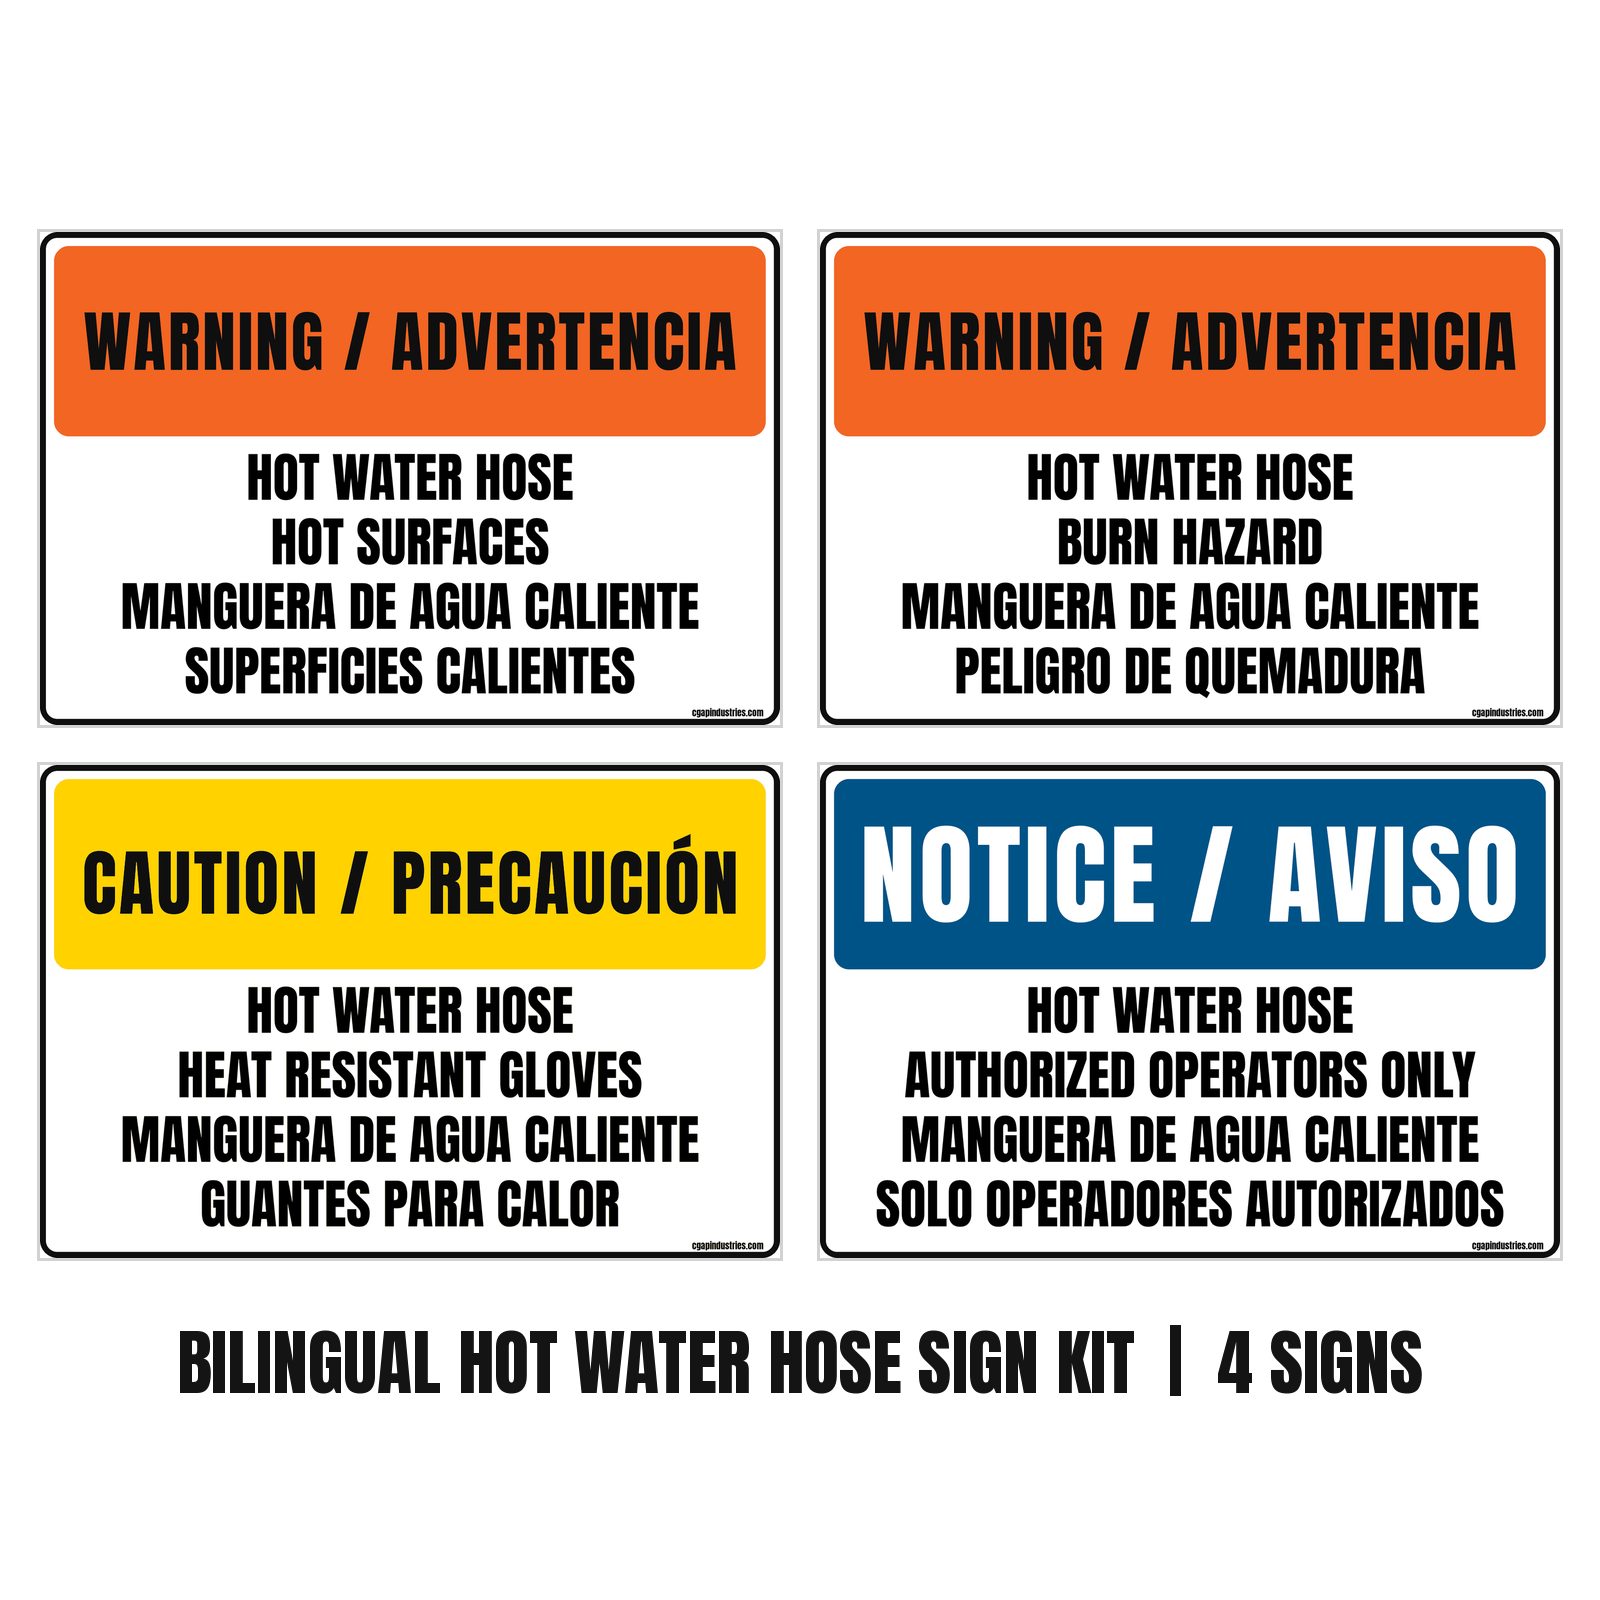 WARNING / ADVERTENCIA
HOT WATER HOSE
HOT SURFACES
MANGUERA DE AGUA CALIENTE
SUPERFICIES CALIENTES
cgapindustries.com
WARNING / ADVERTENCIA
HOT WATER HOSE
BURN HAZARD
MANGUERA DE AGUA CALIENTE
PELIGRO DE QUEMADURA
cgapindustries.com
CAUTION / PRECAUCIÓN
HOT WATER HOSE
HEAT RESISTANT GLOVES
MANGUERA DE AGUA CALIENTE
GUANTES PARA CALOR
cgapindustries.com
NOTICE / AVISO
HOT WATER HOSE
AUTHORIZED OPERATORS ONLY
MANGUERA DE AGUA CALIENTE
SOLO OPERADORES AUTORIZADOS
cgapindustries.com
BILINGUAL HOT WATER HOSE SIGN KIT | 4 SIGNS